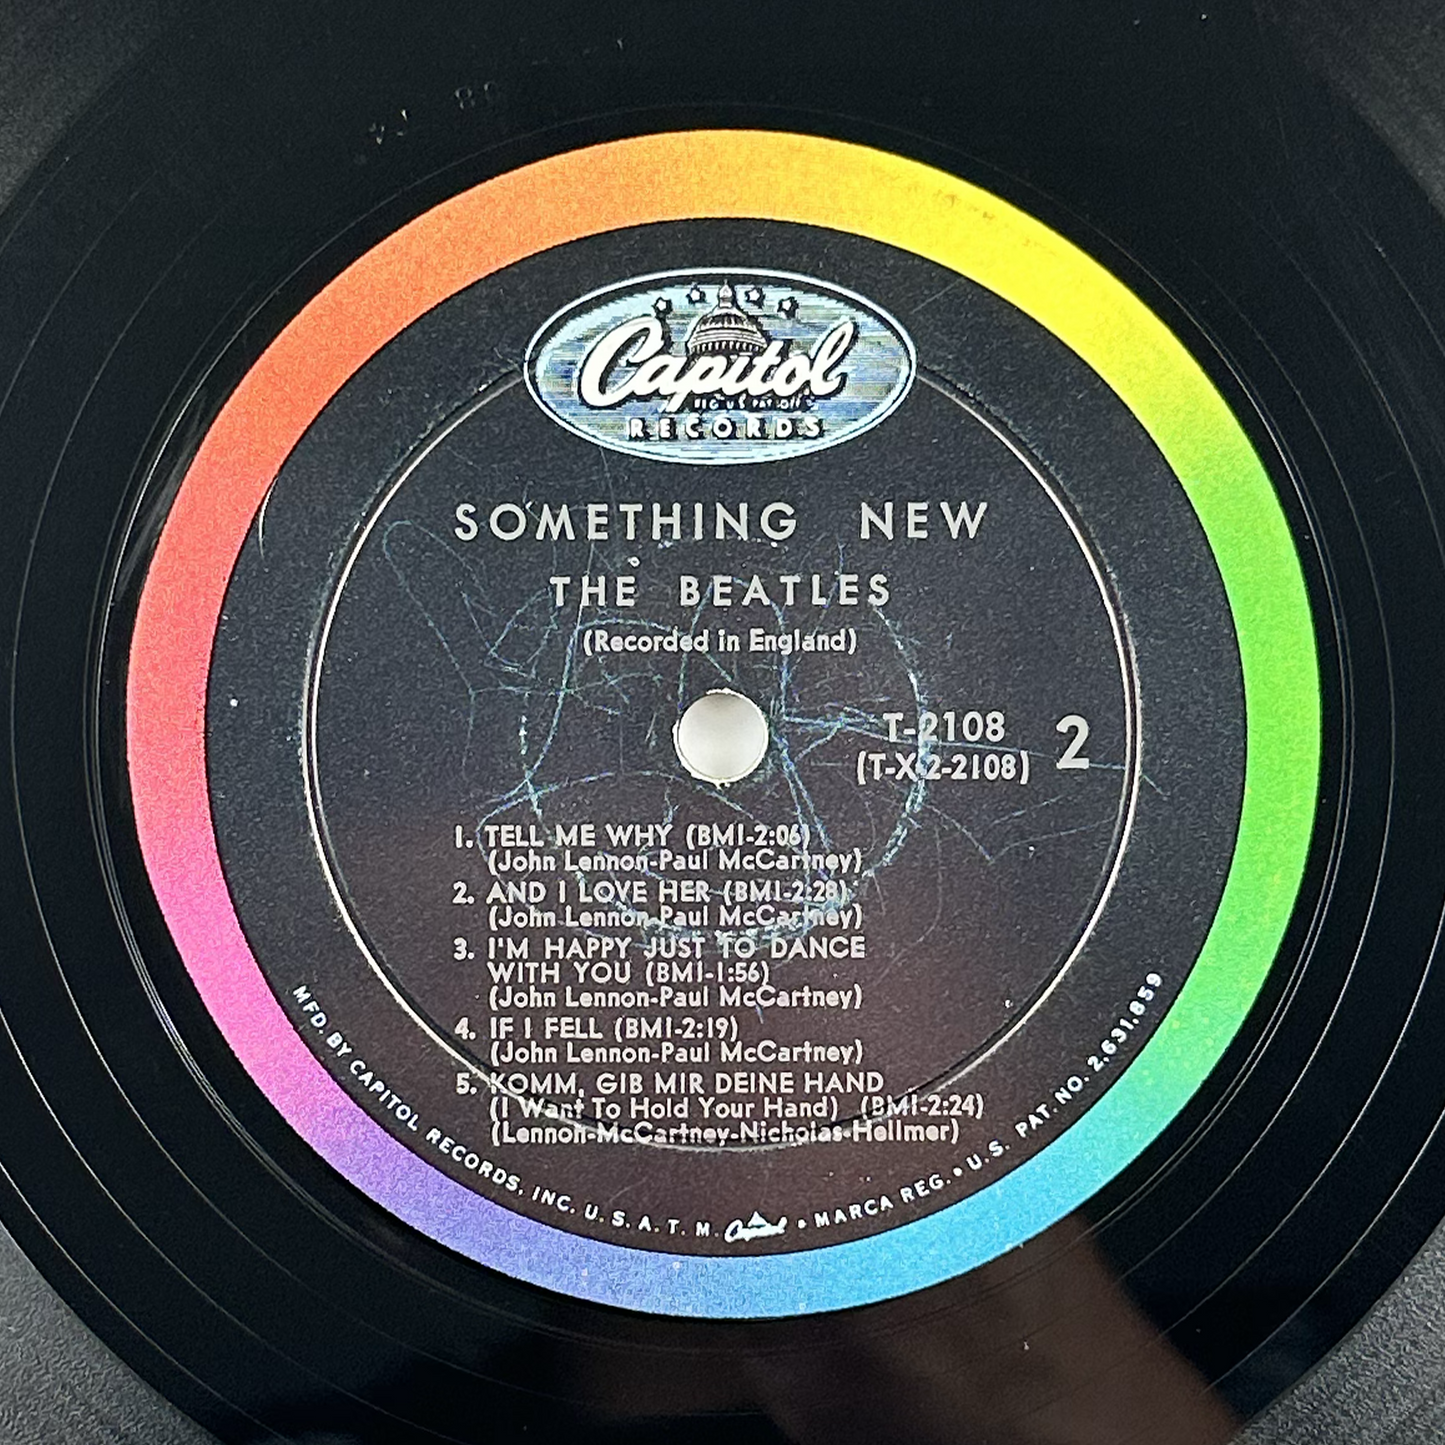 Capitol
REG. U.S. PAT. OFF.
RECORDS
SOMETHING NEW
THE BEATLES
(Recorded in England)
T-2108
(T-X-2-2108)
2
1. TELL ME WHY (BMI-2:06)
(John Lennon-Paul McCartney)
2. AND I LOVE HER (BMI-2:28)
(John Lennon-Paul McCartney)
3. I'M HAPPY JUST TO DANCE
WITH YOU (BMI-1:56)
(John Lennon-Paul McCartney)
4. IF I FELL (BMI-2:19)
(John Lennon-Paul McCartney)
5. KOMM, GIB MIR DEINE HAND
(I Want To Hold Your Hand) (BMI-2:24)
(Lennon-McCartney-Nicholas-Hellmer)
MFD. BY CAPITOL RECORDS, INC. U.S.A. T.M. Capitol • MARCA REG. • U.S. PAT. NO. 2,631,859